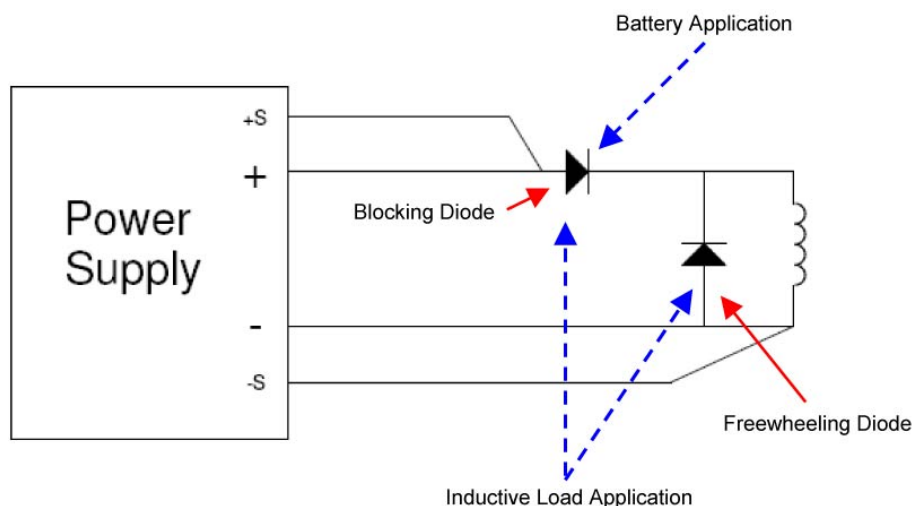 Battery Application
+S
+
Blocking Diode
Power
Supply
-
-S
Freewheeling Diode
Inductive Load Application